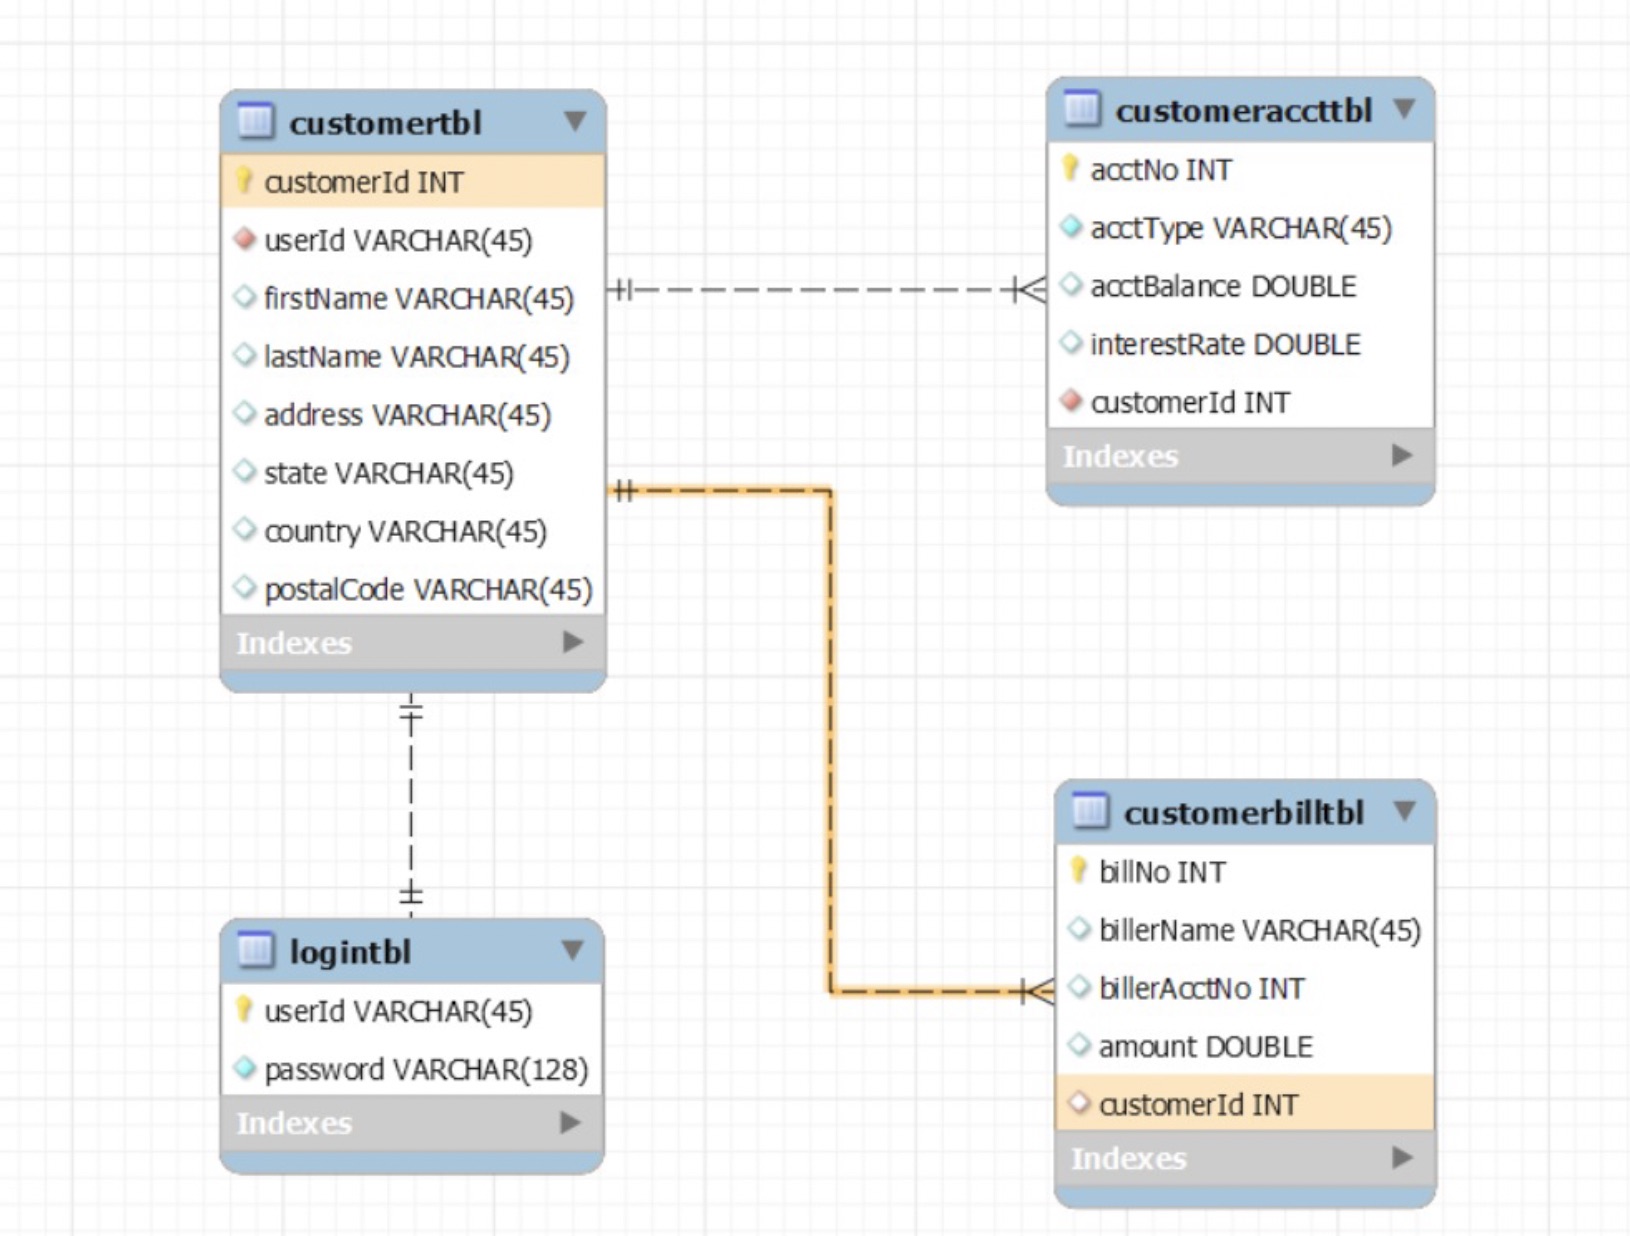 customertbl
customerId INT
userId VARCHAR(45)
firstName VARCHAR(45)
lastName VARCHAR(45)
address VARCHAR(45)
state VARCHAR(45)
country VARCHAR(45)
postalCode VARCHAR(45)
Indexes
customeraccttbl
acctNo INT
acctType VARCHAR(45)
acctBalance DOUBLE
interestRate DOUBLE
customerId INT
Indexes
logintbl
userId VARCHAR(45)
password VARCHAR(128)
Indexes
customerbilltbl
billNo INT
billerName VARCHAR(45)
billerAcctNo INT
amount DOUBLE
customerId INT
Indexes